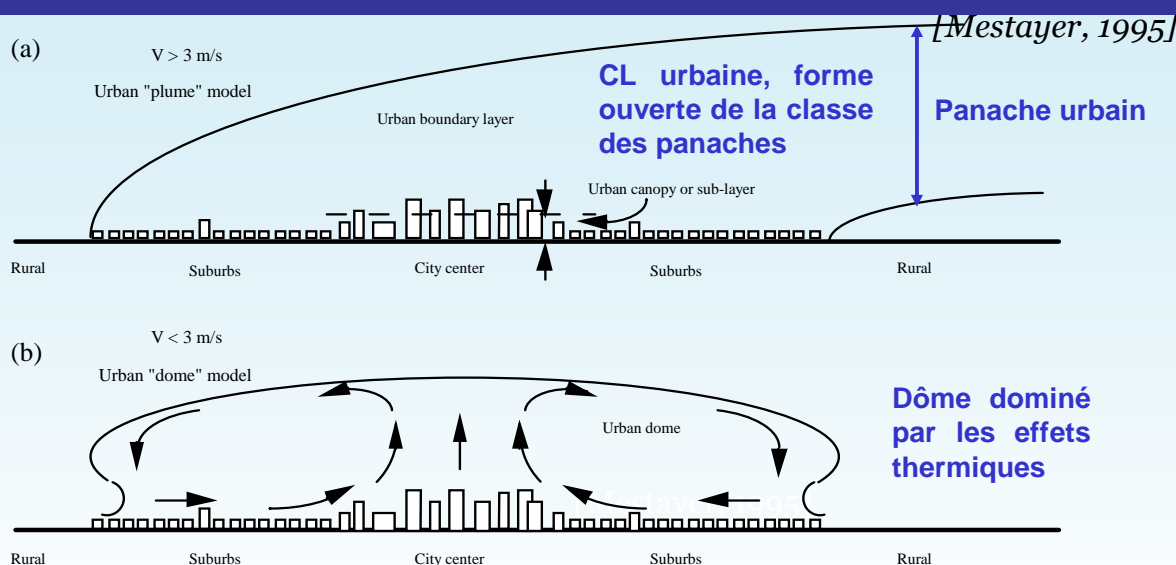 [Mestayer, 1995]
(a)
V > 3 m/s
Urban "plume" model
Urban boundary layer
CL urbaine, forme
ouverte de la classe
des panaches
Panache urbain
Urban canopy or sub-layer
Rural
Suburbs
City center
Suburbs
Rural
(b)
V < 3 m/s
Urban "dome" model
Urban dome
Dôme dominé
par les effets
thermiques
[Mestayer, 1995]
Rural
Suburbs
City center
Suburbs
Rural